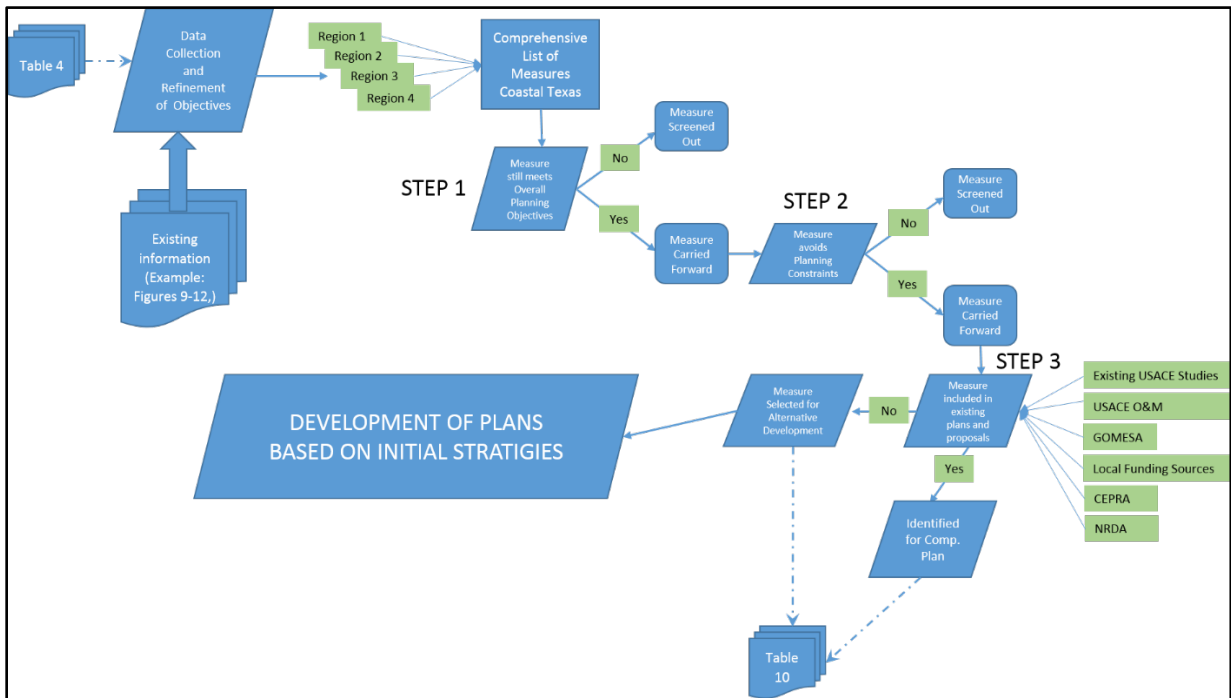 Table 4
Data
Collection
and
Refinement
of Objectives
Existing
information
(Example:
Figures 9-12,)
Region 1
Region 2
Region 3
Region 4
Comprehensive
List of
Measures
Coastal Texas
STEP 1
Measure
still meets
Overall
Planning
Objectives
No
Measure
Screened
Out
Yes
Measure
Carried
Forward
STEP 2
Measure
avoids
Planning
Constraints
No
Measure
Screened
Out
Yes
Measure
Carried
Forward
STEP 3
Measure
included in
existing
plans and
proposals
Existing USACE Studies
USACE O&M
GOMESA
Local Funding Sources
CEPRA
NRDA
No
Measure
Selected for
Alternative
Development
DEVELOPMENT OF PLANS
BASED ON INITIAL STRATIGIES
Yes
Identified
for Comp.
Plan
Table
10